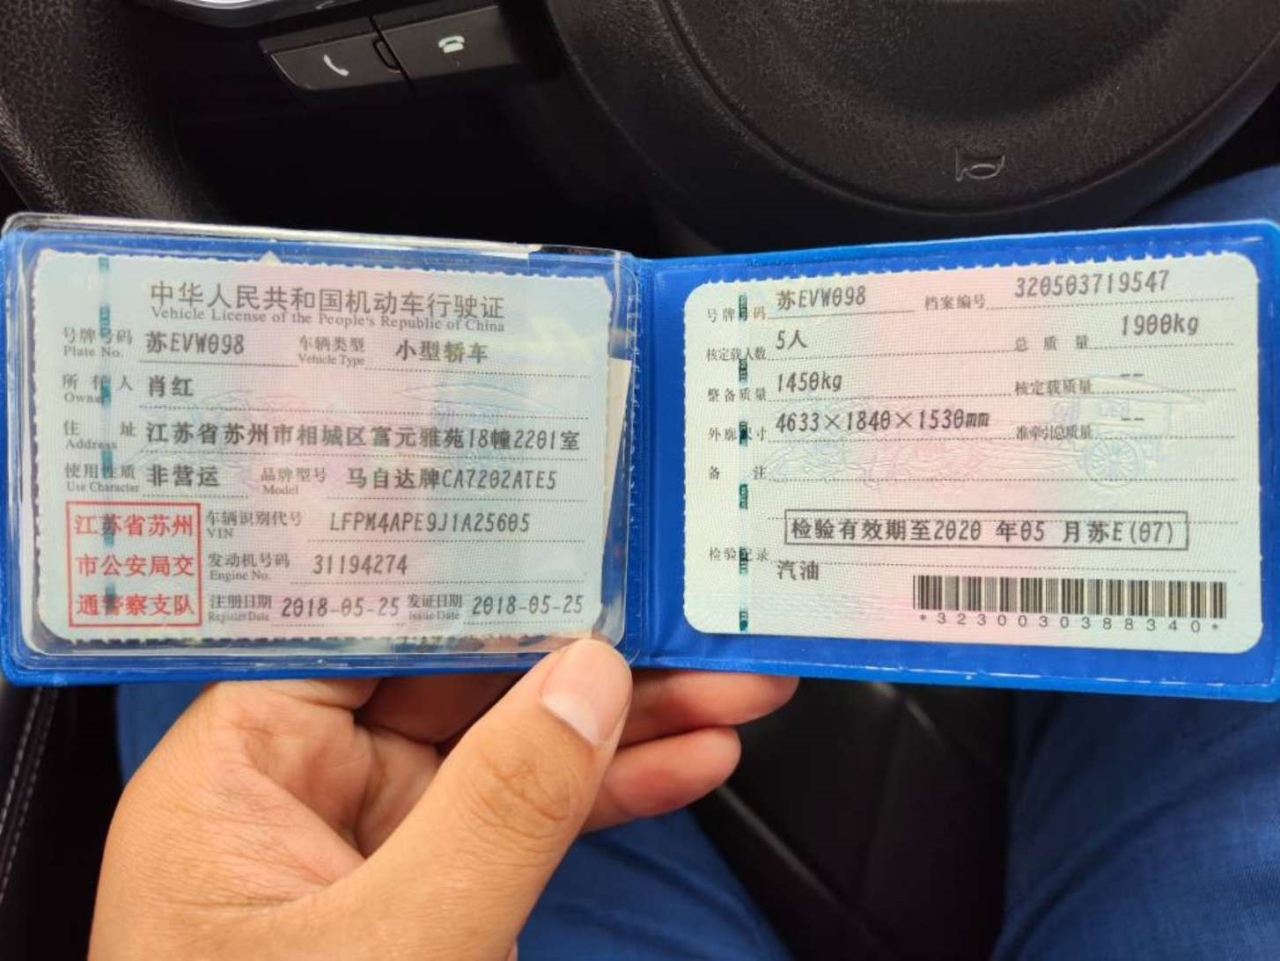 中华人民共和国机动车行驶证
Vehicle License of the People's Republic of China
号牌号码 苏EVW098 车辆类型 小型轿车
Plate No. Vehicle Type
所有人 肖红
Owner
住址 江苏省苏州市相城区富元雅苑18幢2201室
Address
使用性质 非营运 品牌型号 马自达牌CA7202ATE5
Use Character Model
江苏省苏州
市公安局交
通警察支队
车辆识别代号 LFPM4APE9J1A25605
VIN
发动机号码 31194274
Engine No.
注册日期 2018-05-25 发证日期 2018-05-25
Register Date Issue Date
号牌号码 苏EVW098 档案编号 320503719547
核定载人数 5人 总质量 1900kg
整备质量 1450kg 核定载质量 --
外廓尺寸 4633×1840×1530mm 准牵引总质量 --
备注
检验记录 检验有效期至2020 年05 月苏E(07)
汽油
*3230030388340*